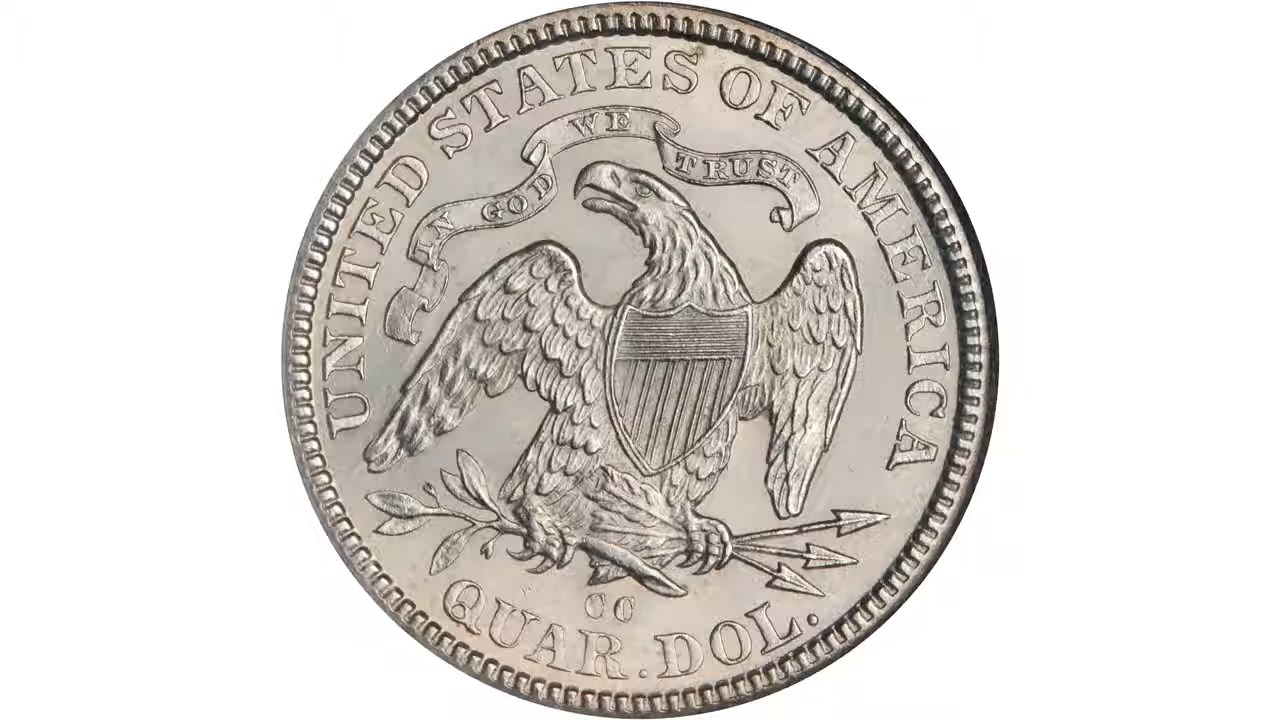 UNITED STATES OF AMERICA
IN GOD WE TRUST
CC
QUAR. DOL.